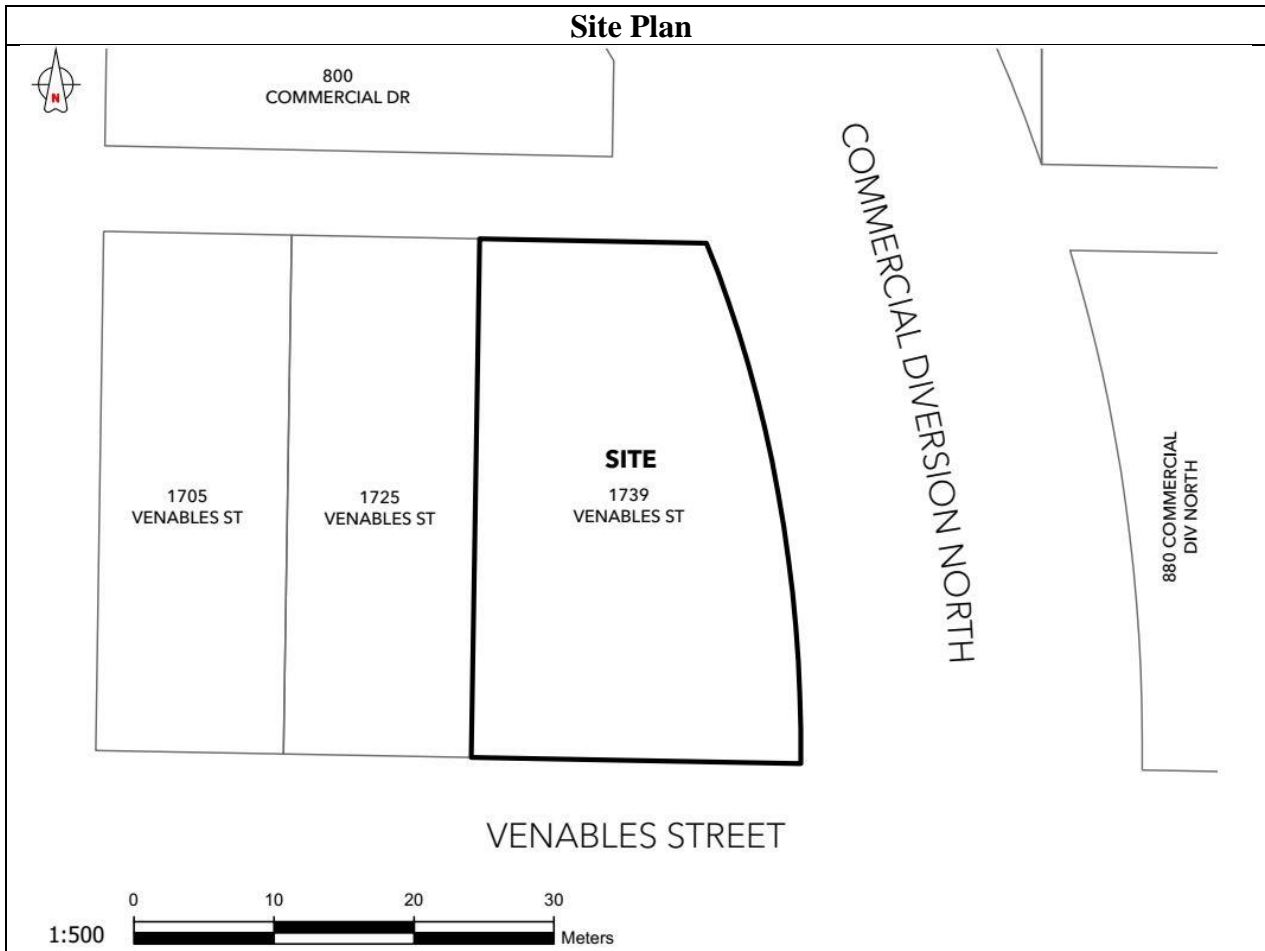 Site Plan
N
800
COMMERCIAL DR
COMMERCIAL DIVERSION NORTH
SITE
1739
VENABLES ST
1705
VENABLES ST
1725
VENABLES ST
880 COMMERCIAL
DIV NORTH
VENABLES STREET
0 10 20 30
1:500 Meters